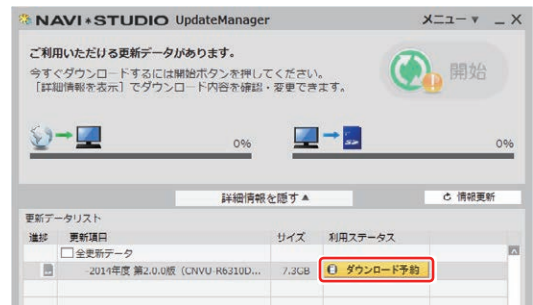 NAVI*STUDIO UpdateManager メニュー ▼ _ X
ご利用いただける更新データがあります。
今すぐダウンロードするには開始ボタンを押してください。
[詳細情報を表示]でダウンロード内容を確認・変更できます。
開始
0%
SD
0%
詳細情報を隠す▲
情報更新
更新データリスト
進捗 更新項目 サイズ 利用ステータス
全更新データ
-2014年度 第2.0.0版 (CNVU-R6310D... 7.3GB ダウンロード予約